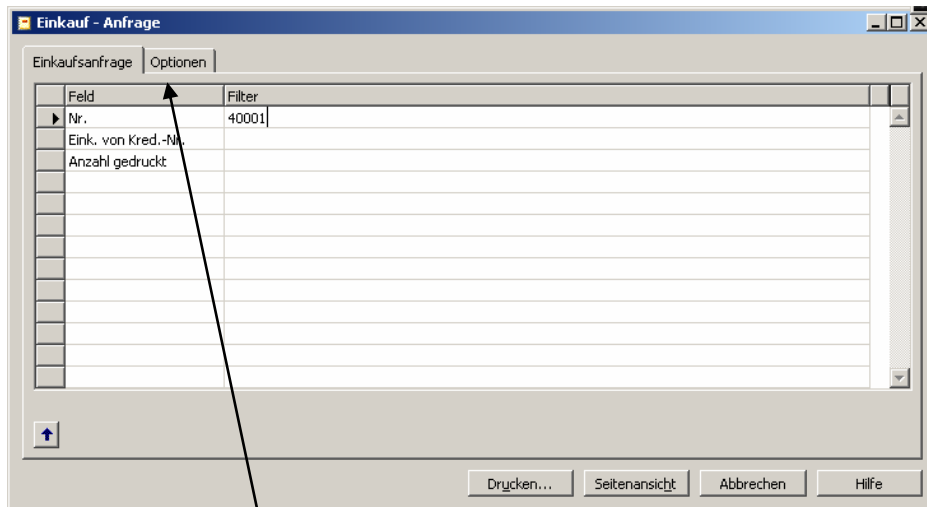 Einkauf - Anfrage
Einkaufsanfrage Optionen
Feld Filter
Nr. 40001
Eink. von Kred.-Nr.
Anzahl gedruckt
Drucken... Seitenansicht Abbrechen Hilfe